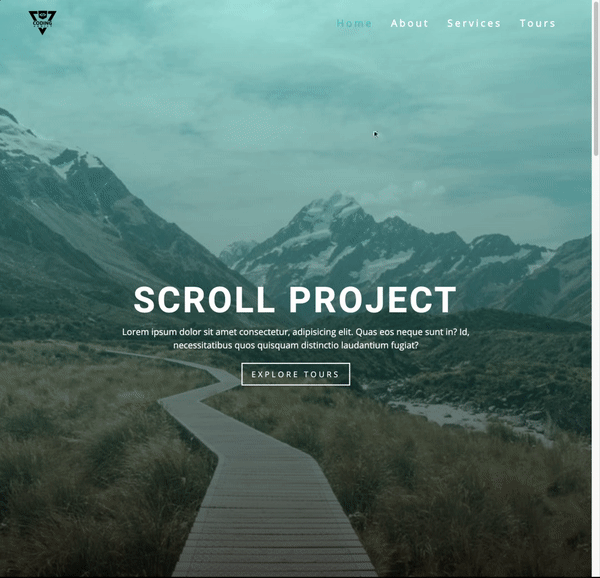 CODING
Home About Services Tours
SCROLL PROJECT
Lorem ipsum dolor sit amet consectetur, adipisicing elit. Quas eos neque sunt in? Id,
necessitatibus quos quisquam distinctio laudantium fugiat?
EXPLORE TOURS